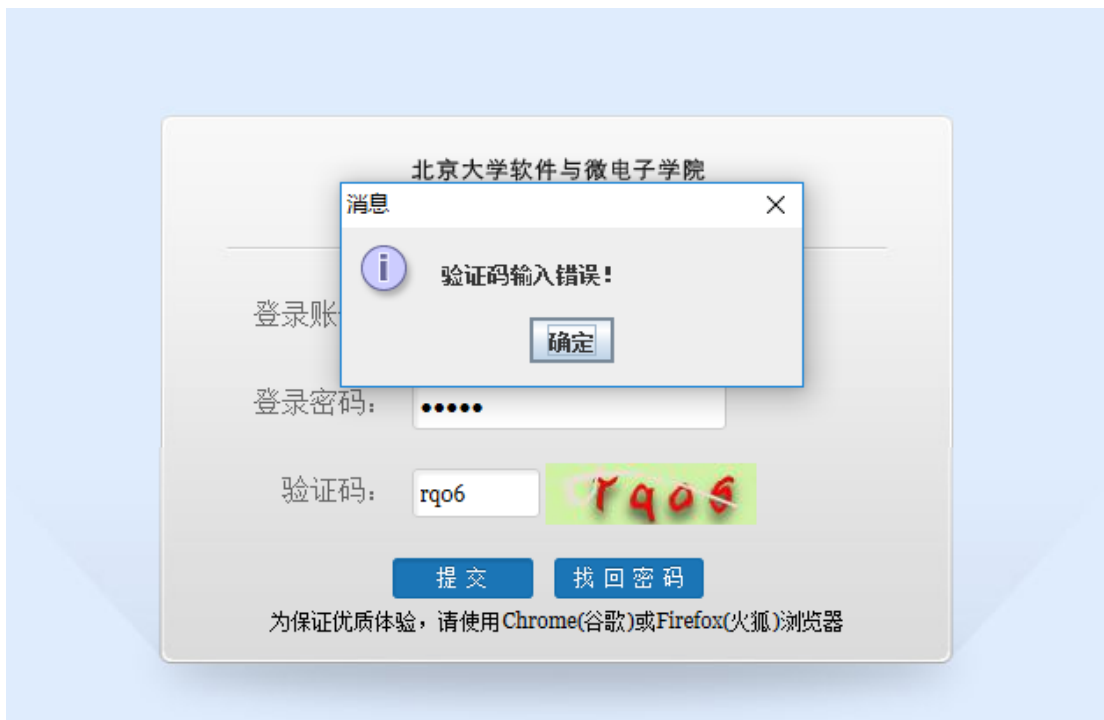 北京大学软件与微电子学院
消息
验证码输入错误！
确定
登录账
登录密码：
验证码： rqo6 rqo6
提交 找回密码
为保证优质体验，请使用Chrome(谷歌)或Firefox(火狐)浏览器